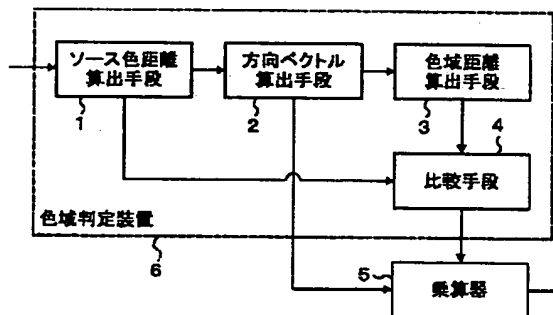 ソース色距離
算出手段
1
方向ベクトル
算出手段
2
色域距離
算出手段
3
4
比較手段
色域判定装置
6
5
乗算器